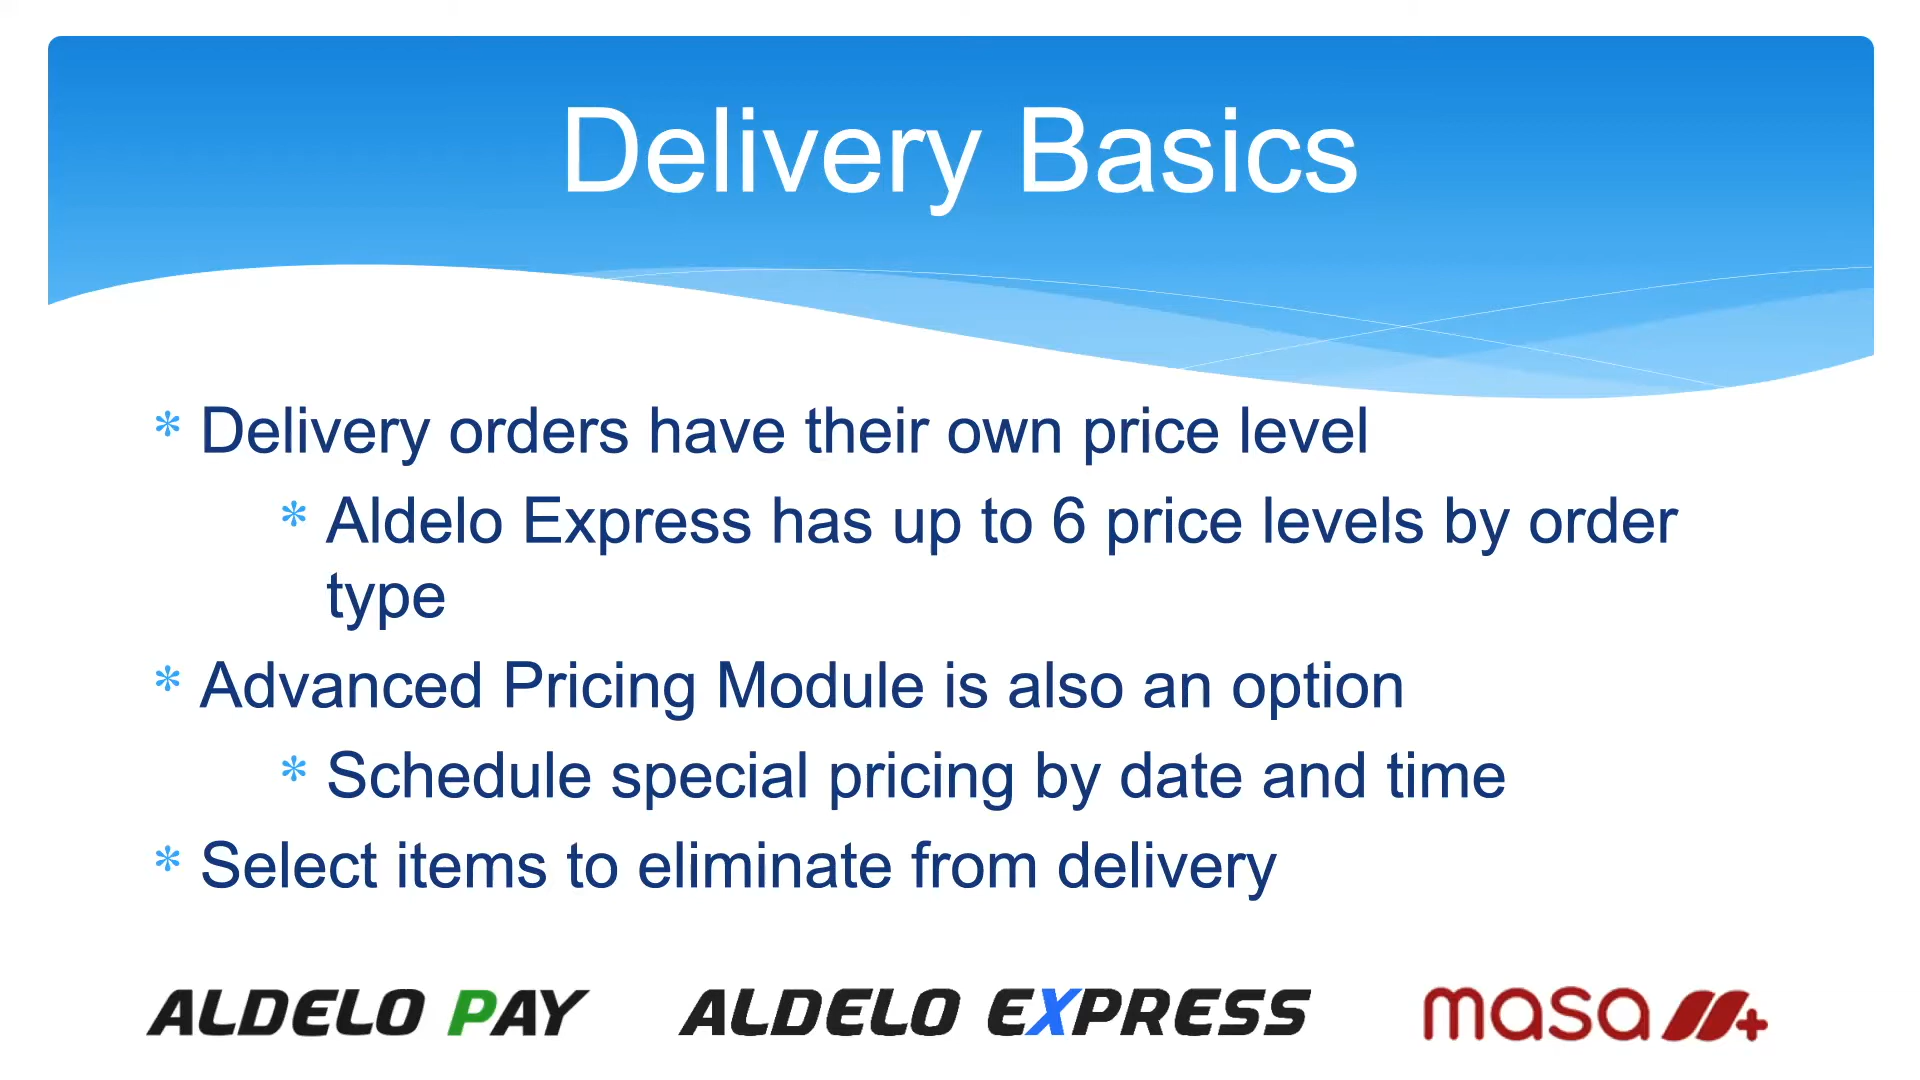 Delivery Basics
* Delivery orders have their own price level
* Aldelo Express has up to 6 price levels by order
type
* Advanced Pricing Module is also an option
* Schedule special pricing by date and time
* Select items to eliminate from delivery
ALDELO PAY
ALDELO EXPRESS
masa